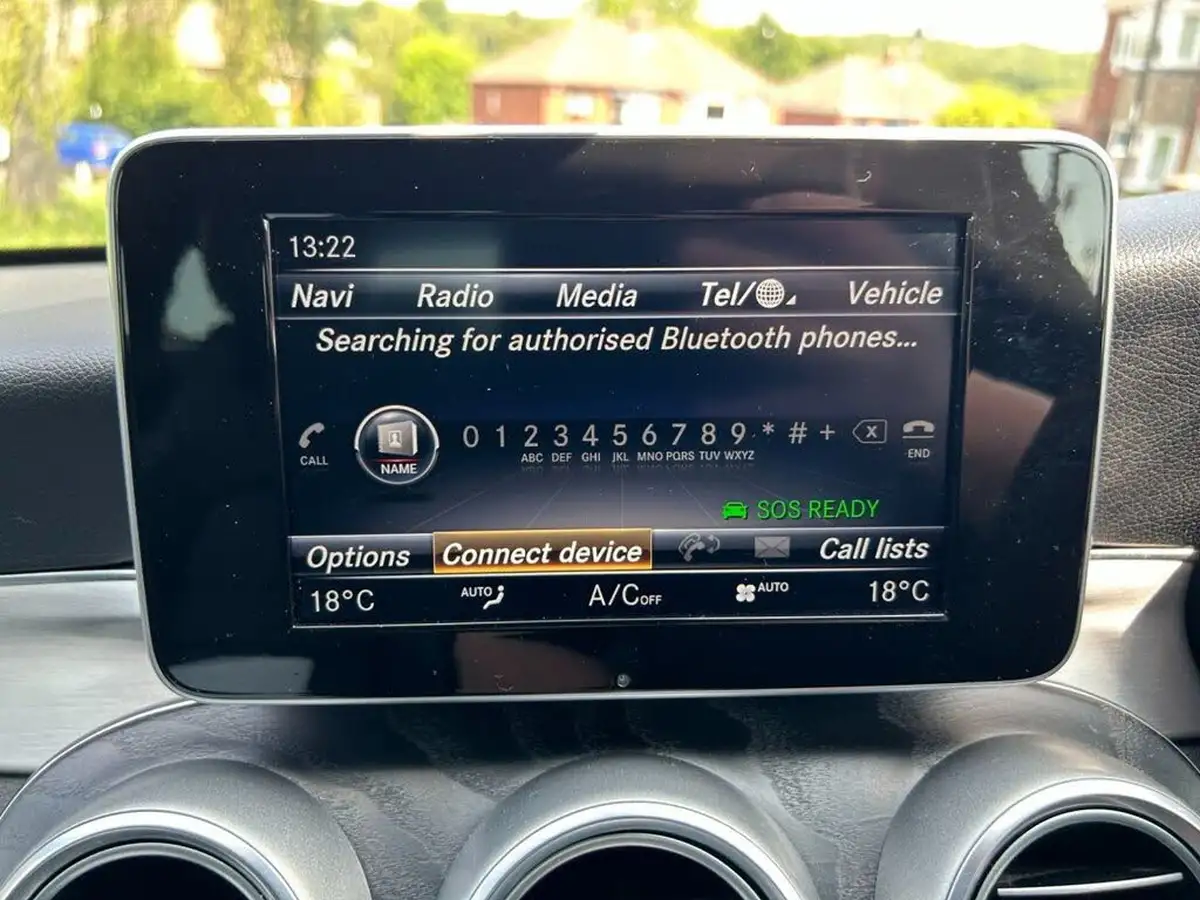 13:22
Navi Radio Media Tel/ Vehicle
Searching for authorised Bluetooth phones...
0 1 2 3 4 5 6 7 8 9 * # + x
CALL NAME ABC DEF GHI JKL MNO PQRS TUV WXYZ END
SOS READY
Options Connect device Call lists
18°C AUTO A/C OFF AUTO 18°C